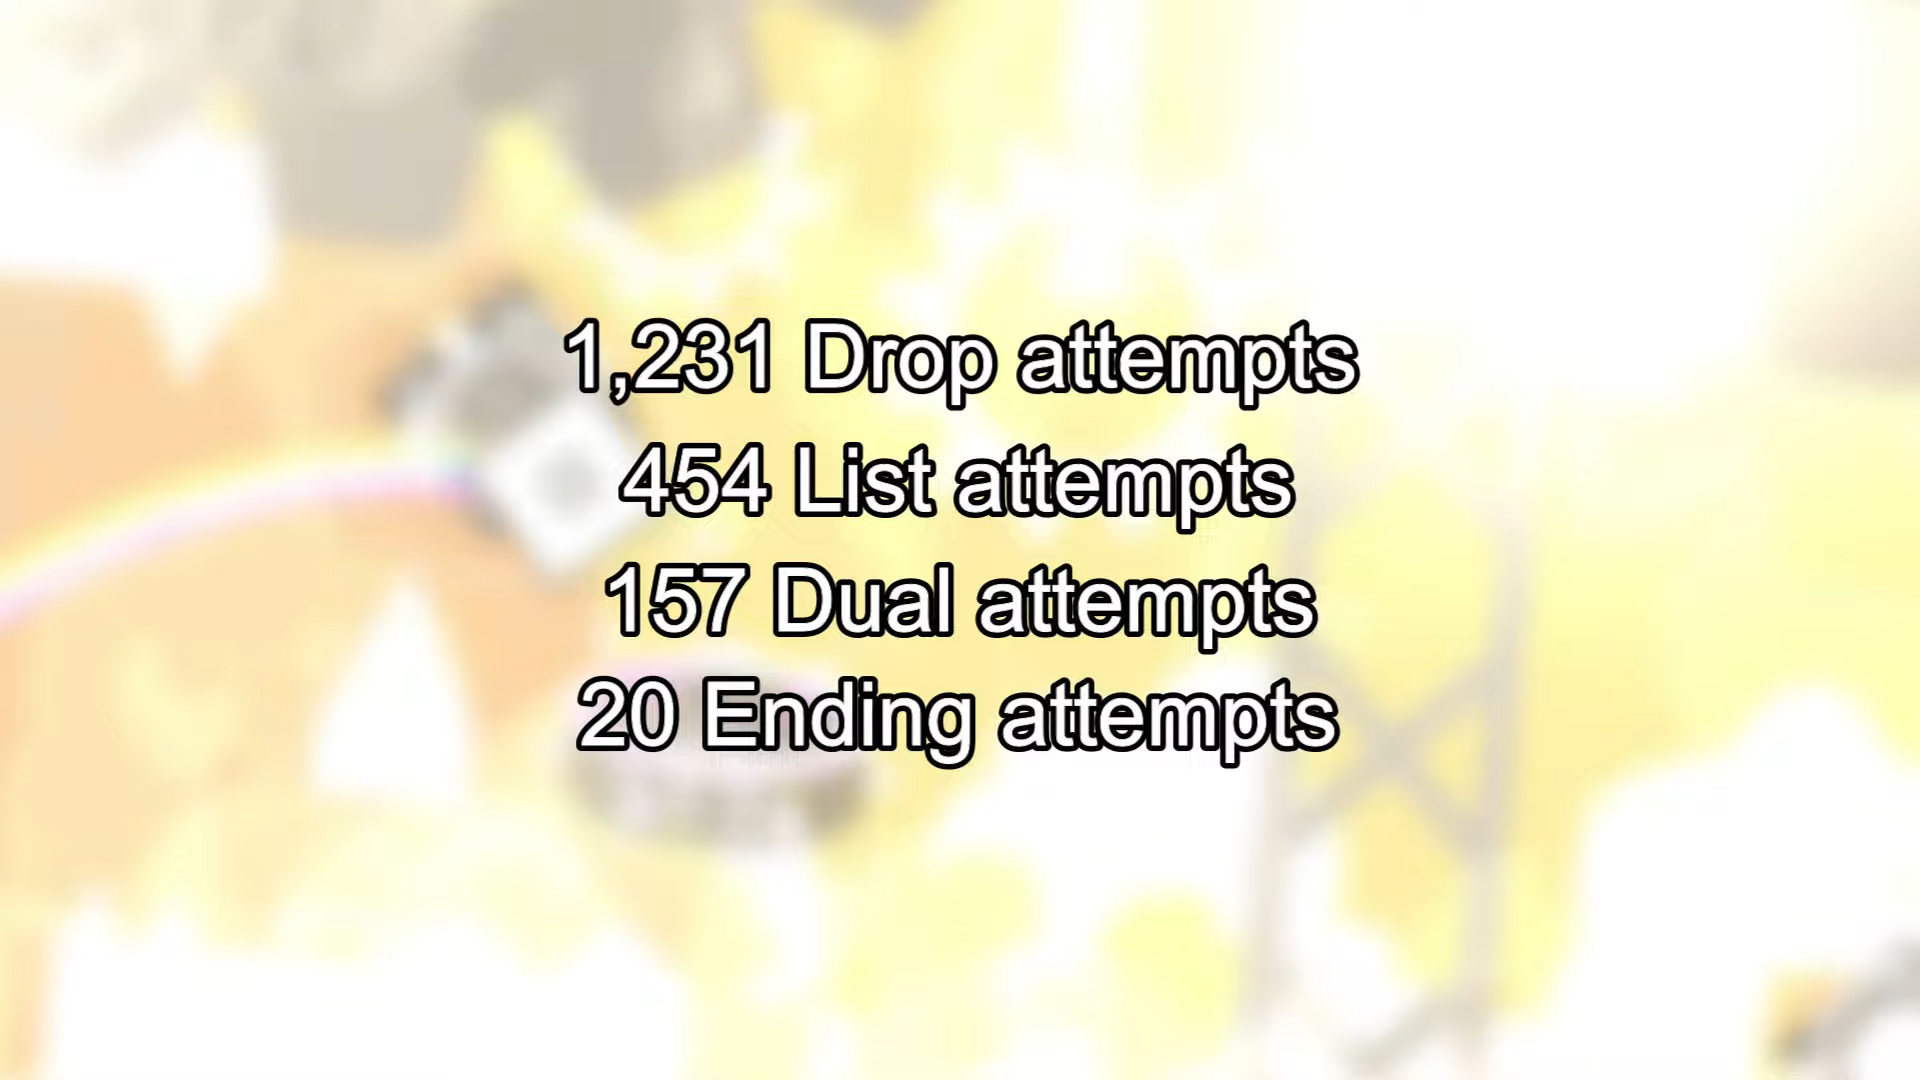 1,231 Drop attempts
454 List attempts
157 Dual attempts
20 Ending attempts